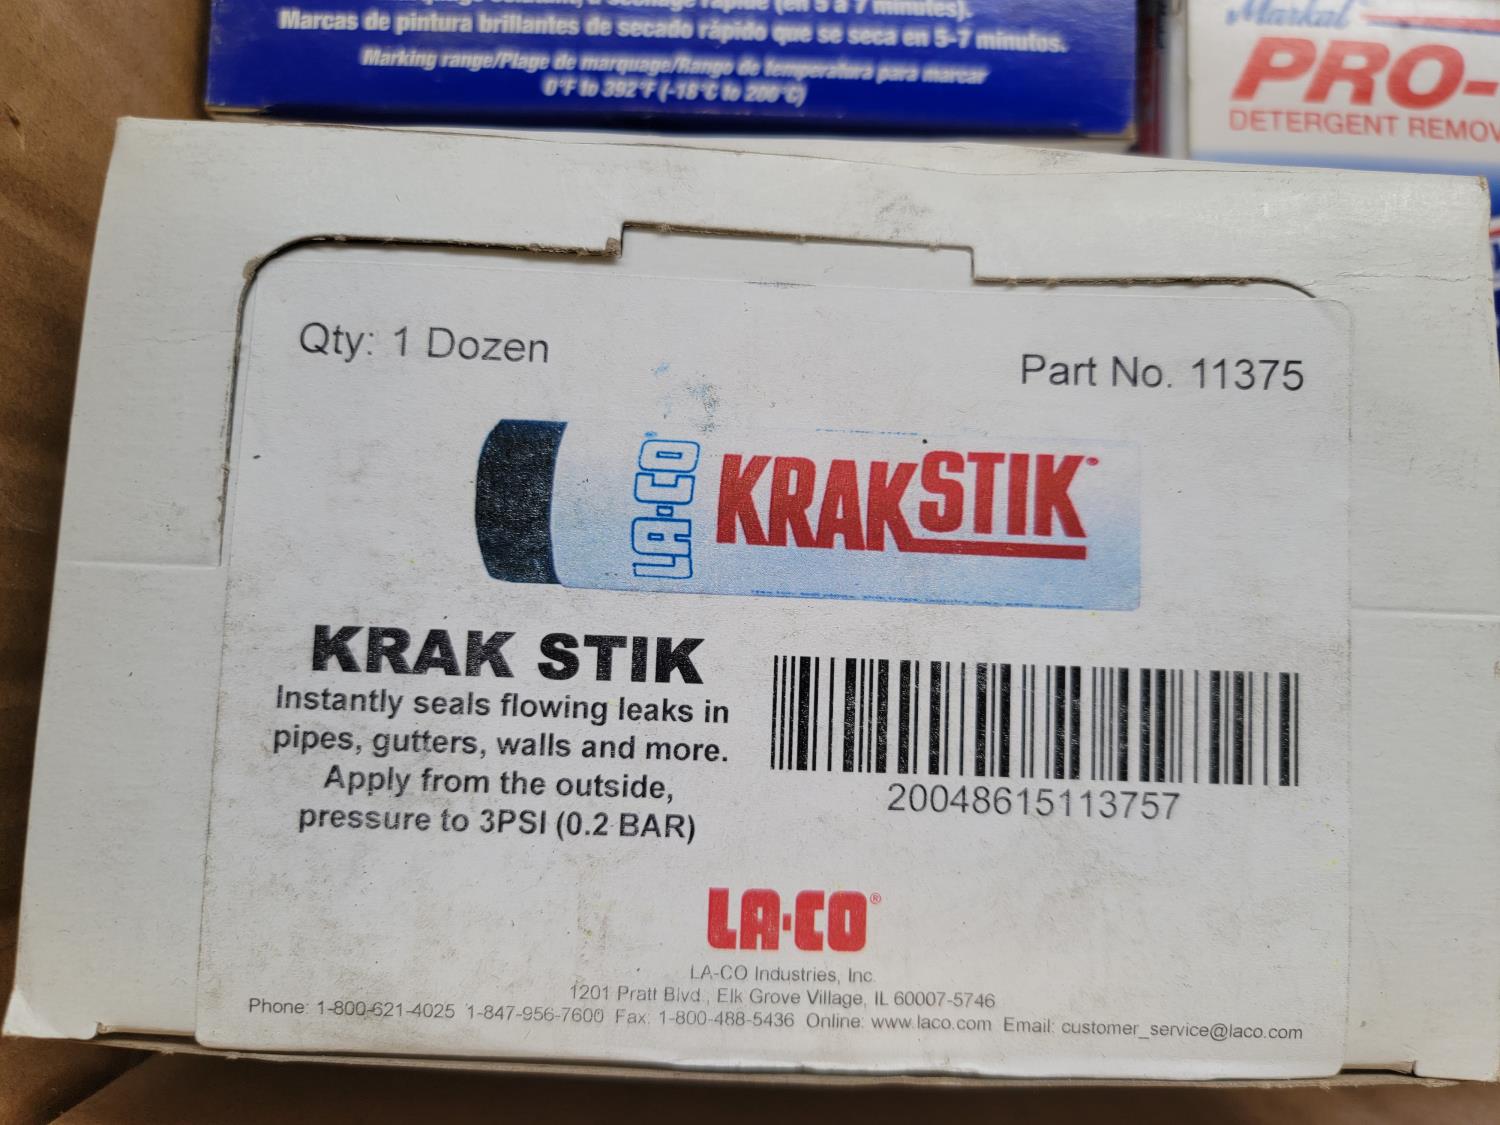 Marcas de pintura brillantes de secado rápido que se seca en 5-7 minutos.
Marking range/Plage de marquage/Rango de temperatura para marcar
0°F to 392°F (-18°C to 200°C)
Markal
PRO-
DETERGENT REMOV
Qty: 1 Dozen
Part No. 11375
LA-CO®
KRAKSTIK
KRAK STIK
Instantly seals flowing leaks in
pipes, gutters, walls and more.
Apply from the outside,
pressure to 3PSI (0.2 BAR)
20048615113757
LA-CO®
LA-CO Industries, Inc.
1201 Pratt Blvd., Elk Grove Village, IL 60007-5746
Phone: 1-800-621-4025 1-847-956-7600 Fax: 1-800-488-5436 Online: www.laco.com Email: customer_service@laco.com